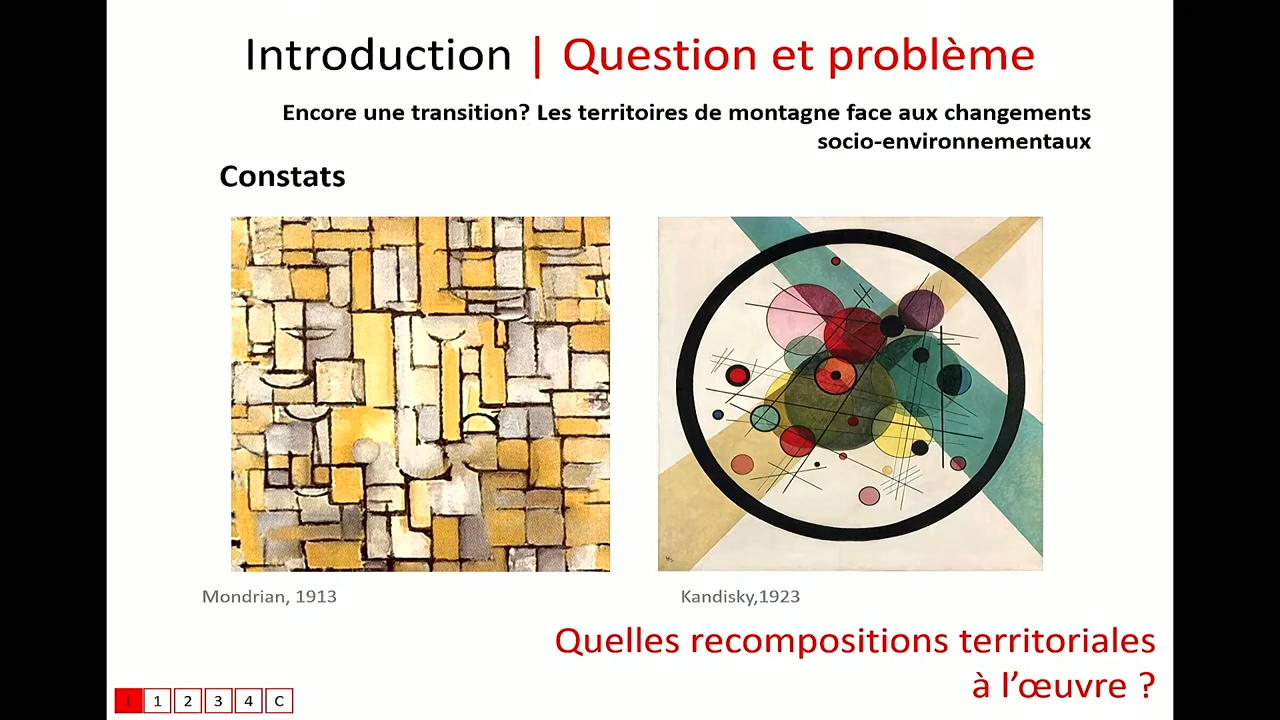 Introduction | Question et problème
Encore une transition? Les territoires de montagne face aux changements
socio-environnementaux
Constats
Mondrian, 1913
Kandisky,1923
Quelles recompositions territoriales
à l’œuvre ?
I 1 2 3 4 C